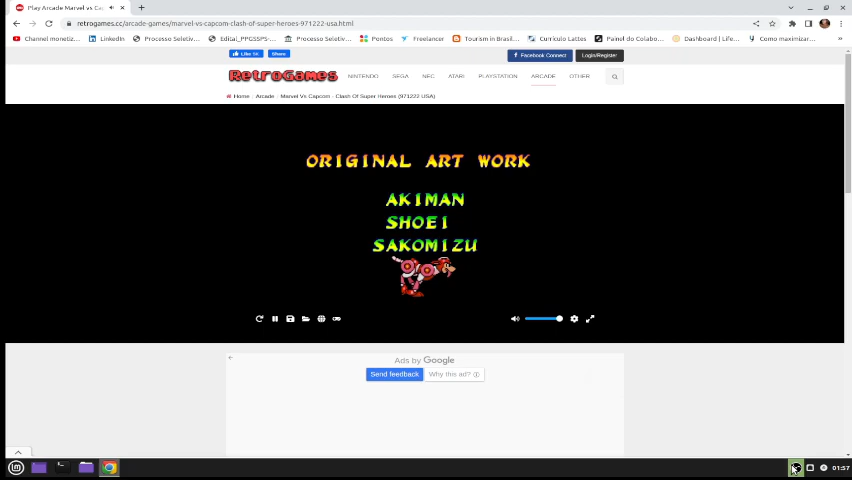 Play Arcade Marvel vs Cap
retrogames.cc/arcade-games/marvel-vs-capcom-clash-of-super-heroes-971222-usa.html
Channel monetiz...
LinkedIn
Processo Seletiv...
Edital_PPGSSPS-...
Processo Seletiv...
Pontos
Freelancer
Tourism in Brasil...
Currículo Lattes
Painel do Colabo...
Dashboard | Life...
Como maximizar...
»
Like 5K
Share
Facebook Connect
Login/Register
RetroGames
NINTENDO
SEGA
NEC
ATARI
PLAYSTATION
ARCADE
OTHER
Home
Arcade
Marvel Vs Capcom - Clash Of Super Heroes (971222 USA)
ORIGINAL ART WORK
AKIMAN
SHOEI
SAKOMIZU
Ads by Google
Send feedback
Why this ad?
01:57